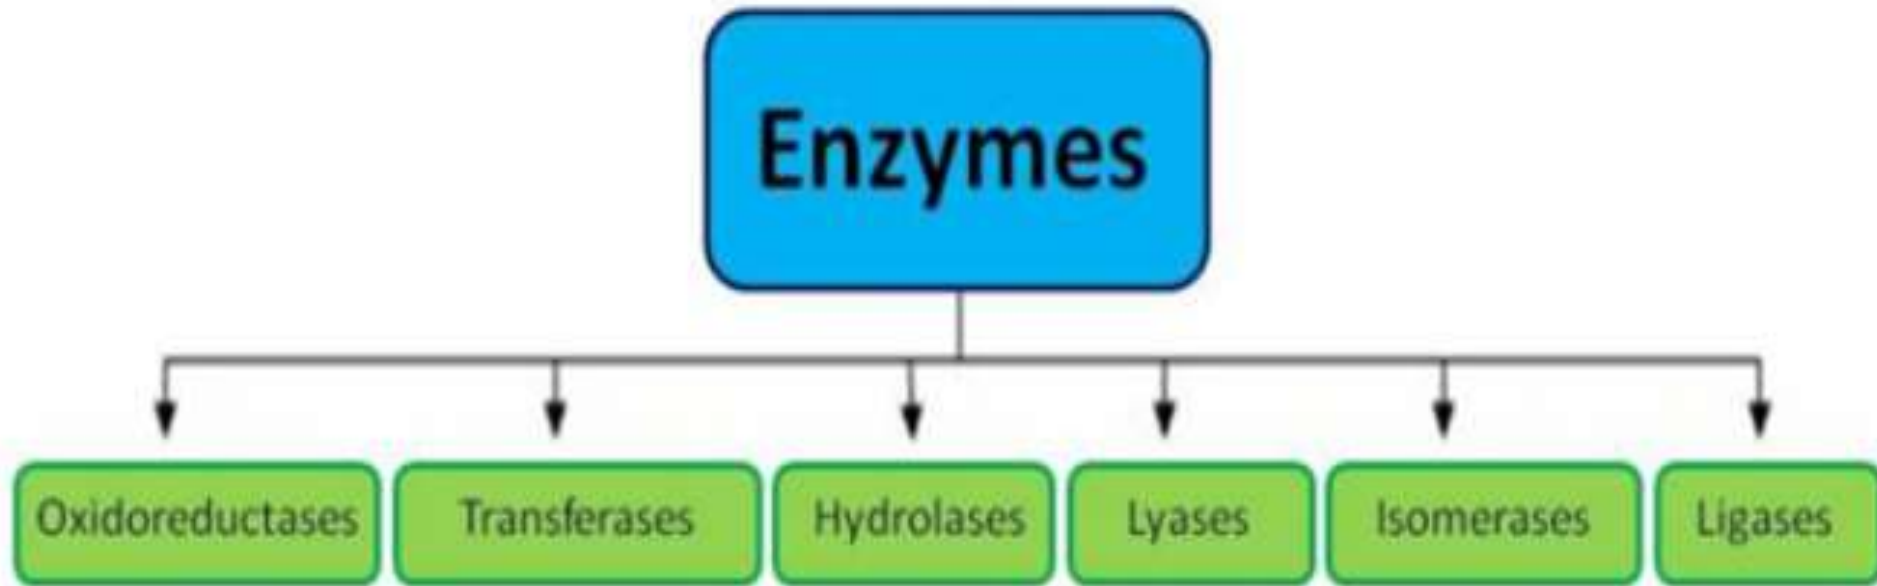 Enzymes
Oxidoreductases
Transferases
Hydrolases
Lyases
Isomerases
Ligases